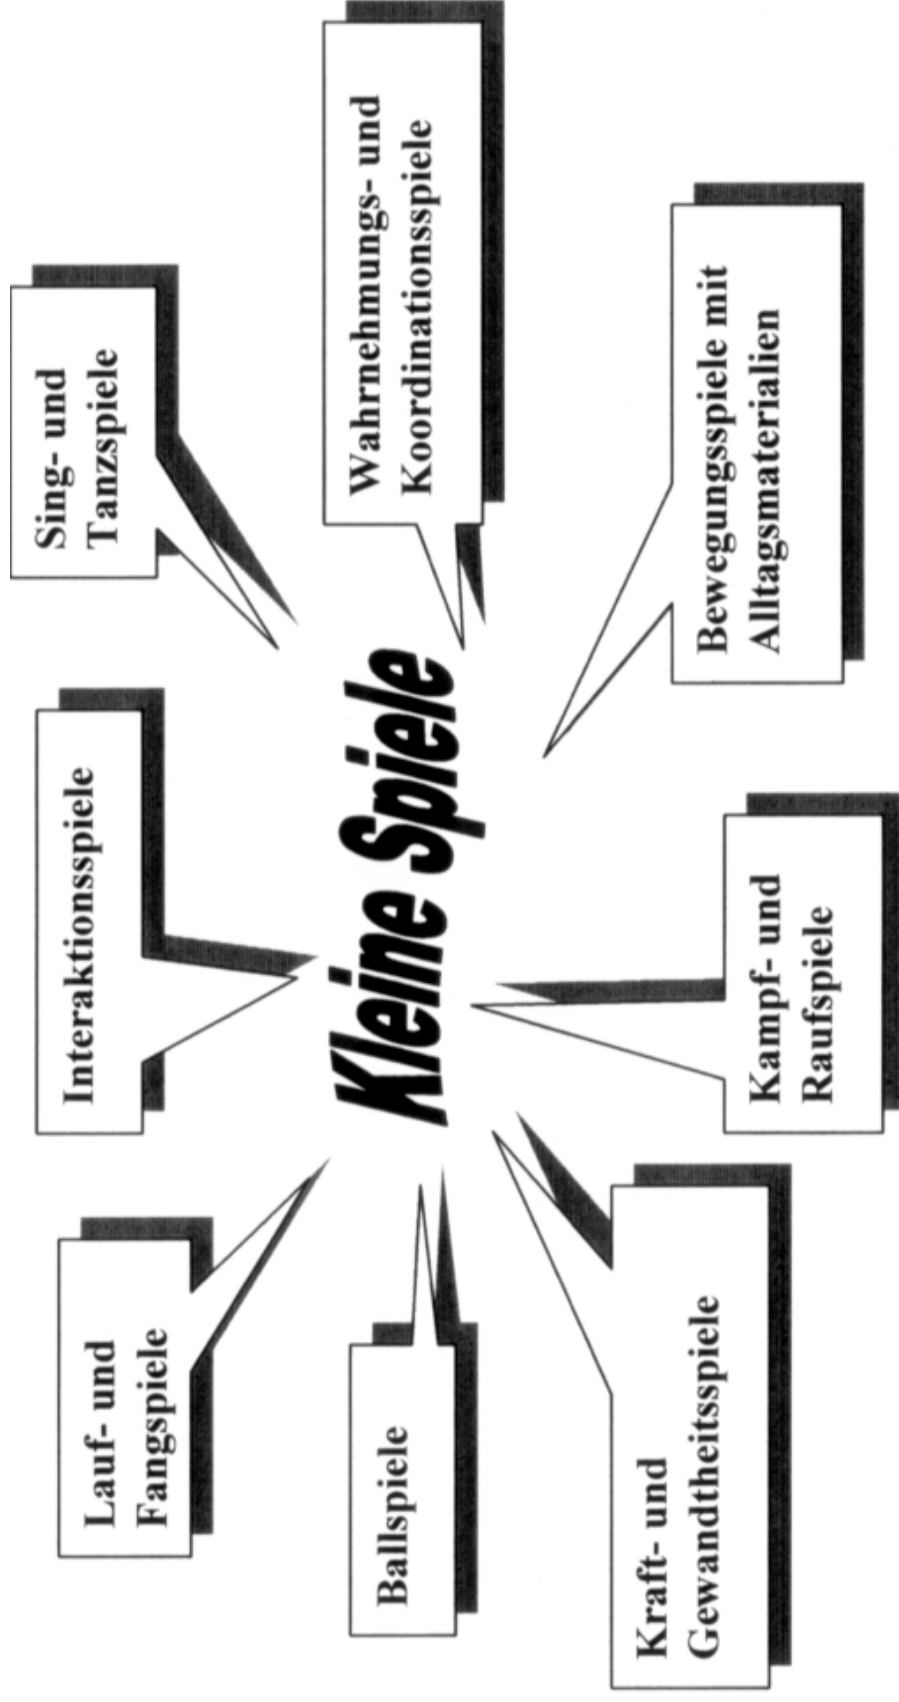 Lauf- und
Fangspiele
Interaktionsspiele
Sing- und
Tanzspiele
Ballspiele
Kleine Spiele
Wahrnehmungs- und
Koordinationsspiele
Kraft- und
Gewandtheitsspiele
Kampf- und
Raufspiele
Bewegungsspiele mit
Alltagsmaterialien